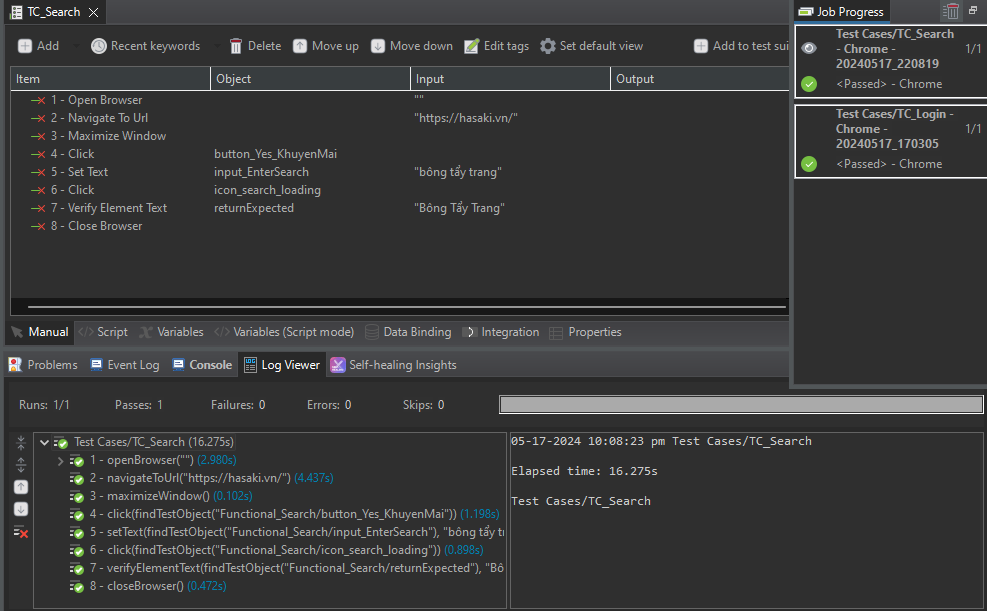 TC_Search
Add Recent keywords Delete Move up Move down Edit tags Set default view Add to test sui
Item Object Input Output
1 - Open Browser ""
2 - Navigate To Url "https://hasaki.vn/"
3 - Maximize Window
4 - Click button_Yes_KhuyenMai
5 - Set Text input_EnterSearch "bông tẩy trang"
6 - Click icon_search_loading
7 - Verify Element Text returnExpected "Bông Tẩy Trang"
8 - Close Browser
Manual </> Script Variables </> Variables (Script mode) Data Binding Integration Properties
Job Progress
Test Cases/TC_Search
- Chrome - 1/1
20240517_220819
<Passed> - Chrome
Test Cases/TC_Login -
Chrome - 1/1
20240517_170305
<Passed> - Chrome
Problems Event Log Console Log Viewer Self-healing Insights
Runs: 1/1 Passes: 1 Failures: 0 Errors: 0 Skips: 0
Test Cases/TC_Search (16.275s)
1 - openBrowser("") (2.980s)
2 - navigateToUrl("https://hasaki.vn/") (4.437s)
3 - maximizeWindow() (0.102s)
4 - click(findTestObject("Functional_Search/button_Yes_KhuyenMai")) (1.198s)
5 - setText(findTestObject("Functional_Search/input_EnterSearch"), "bông tẩy tr
6 - click(findTestObject("Functional_Search/icon_search_loading")) (0.898s)
7 - verifyElementText(findTestObject("Functional_Search/returnExpected"), "Bô
8 - closeBrowser() (0.472s)
05-17-2024 10:08:23 pm Test Cases/TC_Search
Elapsed time: 16.275s
Test Cases/TC_Search